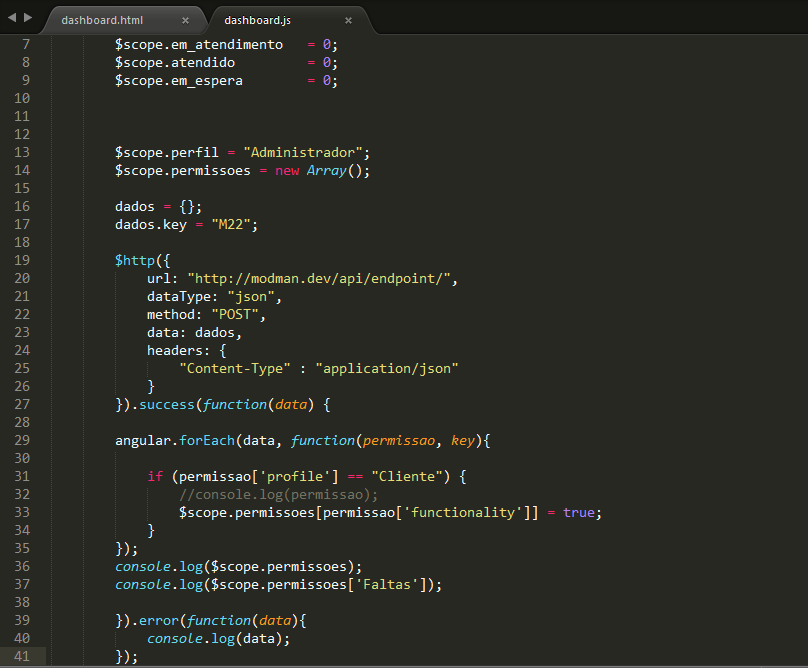 dashboard.html × dashboard.js ×
7 $scope.em_atendimento = 0;
8 $scope.atendido = 0;
9 $scope.em_espera = 0;
10
11
12
13 $scope.perfil = "Administrador";
14 $scope.permissoes = new Array();
15
16 dados = {};
17 dados.key = "M22";
18
19 $http({
20 url: "http://modman.dev/api/endpoint/",
21 dataType: "json",
22 method: "POST",
23 data: dados,
24 headers: {
25 "Content-Type" : "application/json"
26 }
27 }).success(function(data) {
28
29 angular.forEach(data, function(permissao, key){
30
31 if (permissao['profile'] == "Cliente") {
32 //console.log(permissao);
33 $scope.permissoes[permissao['functionality']] = true;
34 }
35 });
36 console.log($scope.permissoes);
37 console.log($scope.permissoes['Faltas']);
38
39 }).error(function(data){
40 console.log(data);
41 });